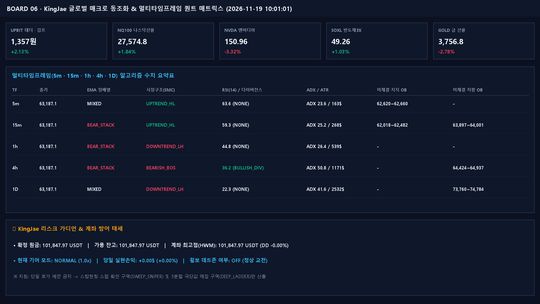 BOARD 06 · KingJae 글로벌 매크로 동조화 & 멀티타임프레임 퀀트 매트릭스 (2026-11-19 10:01:01)
UPBIT 테더 · 김프
1,357원
+2.13%
NQ100 나스닥선물
27,574.8
+1.84%
NVDA 엔비디아
150.96
-3.32%
SOXL 반도체3X
49.26
+1.03%
GOLD 금 선물
3,756.8
-2.78%
멀티타임프레임(5m · 15m · 1h · 4h · 1D) 알고리즘 수치 요약표
TF 종가 EMA 정배열 시장구조(SMC) RSI(14) / 다이버전스 ADX / ATR 미체결 지지 OB 미체결 저항 OB
5m 63,187.1 MIXED UPTREND_HL 63.6 (NONE) ADX 23.6 / 163$ 62,620~62,660 -
15m 63,187.1 BEAR_STACK UPTREND_HL 59.3 (NONE) ADX 25.2 / 268$ 62,018~62,482 63,897~64,001
1h 63,187.1 BEAR_STACK DOWNTREND_LH 44.8 (NONE) ADX 26.4 / 539$ - -
4h 63,187.1 BEAR_STACK BEARISH_BOS 36.2 (BULLISH_DIV) ADX 50.8 / 1171$ - 64,424~64,937
1D 63,187.1 MIXED DOWNTREND_LH 22.3 (NONE) ADX 41.6 / 2532$ - 73,760~74,784
KingJae 리스크 가디언 & 계좌 방어 태세
• 확정 원금: 101,847.97 USDT | 가용 잔고: 101,847.97 USDT | 계좌 최고점(HWM): 101,847.97 USDT (DD -0.00%)
• 현재 기어 모드: NORMAL (1.0x) | 당일 실현손익: +0.00$ (+0.00%) | 킬로 데드존 여부: OFF (정상 교전)